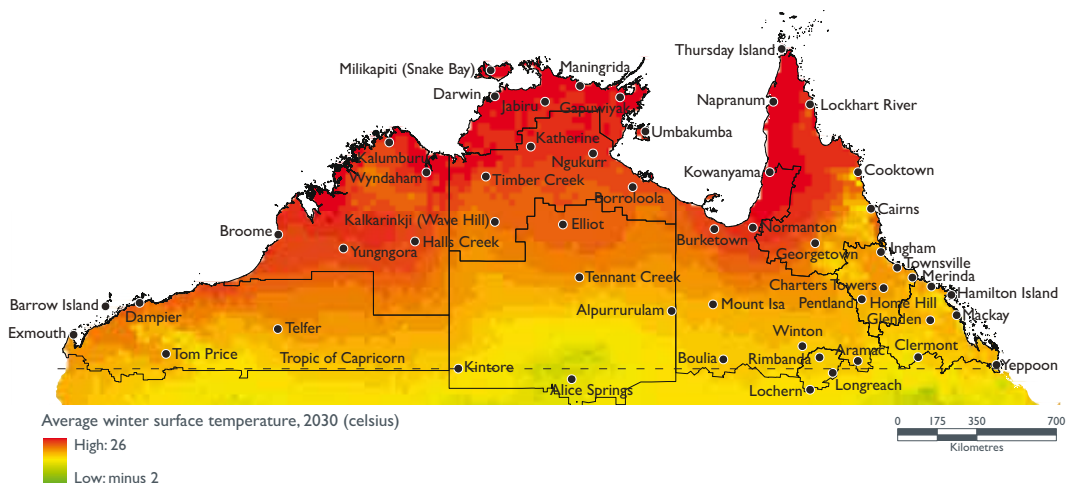 Thursday Island
Milikapiti (Snake Bay)
Maningrida
Darwin
Jabiru
Gapuwiyak
Napranum
Lockhart River
Umbakumba
Katherine
Kalumburu
Ngukurr
Wyndaham
Timber Creek
Kowanyama
Cooktown
Borroloola
Cairns
Kalkarinkji (Wave Hill)
Elliot
Broome
Halls Creek
Burketown
Normanton
Yungngora
Georgetown
Ingham
Townsville
Tennant Creek
Merinda
Charters Towers
Hamilton Island
Barrow Island
Dampier
Alpurrurulam
Mount Isa
Pentland
Home Hill
Mackay
Exmouth
Telfer
Glenden
Winton
Tom Price
Tropic of Capricorn
Boulia
Rimbanda
Aramac
Clermont
Kintore
Yeppoon
Alice Springs
Lochern
Longreach
Average winter surface temperature, 2030 (celsius)
High: 26
Low: minus 2
0 175 350 700
Kilometres